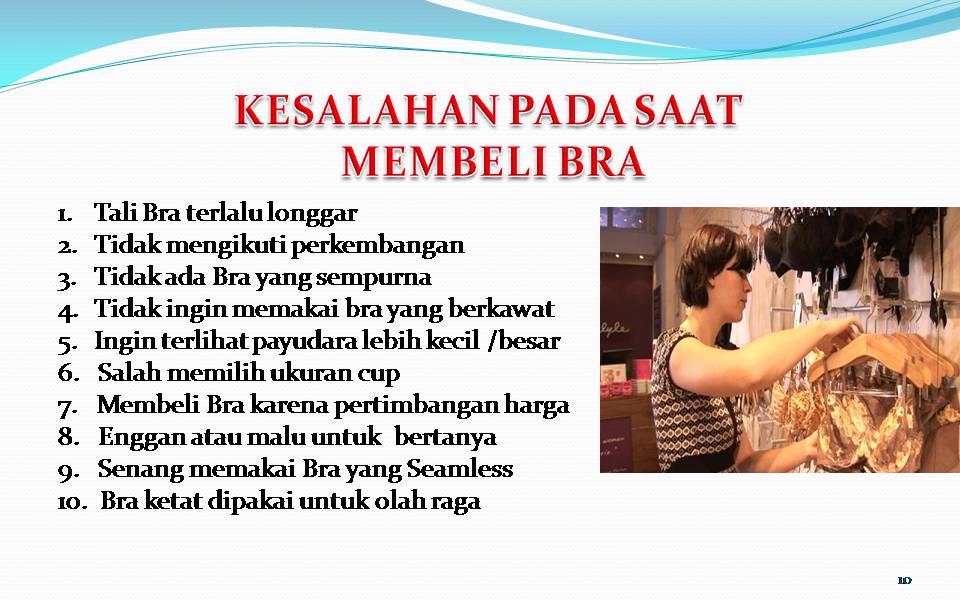 KESALAHAN PADA SAAT
MEMBELI BRA
1. Tali Bra terlalu longgar
2. Tidak mengikuti perkembangan
3. Tidak ada Bra yang sempurna
4. Tidak ingin memakai bra yang berkawat
5. Ingin terlihat payudara lebih kecil /besar
6. Salah memilih ukuran cup
7. Membeli Bra karena pertimbangan harga
8. Enggan atau malu untuk bertanya
9. Senang memakai Bra yang Seamless
10. Bra ketat dipakai untuk olah raga
style